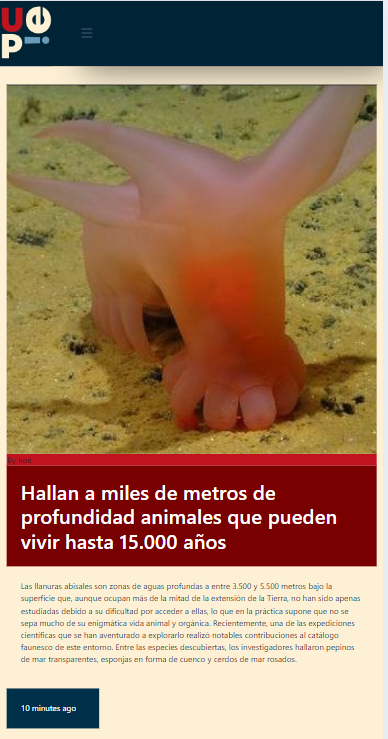 UeP!
By noe
Hallan a miles de metros de
profundidad animales que pueden
vivir hasta 15.000 años
Las llanuras abisales son zonas de aguas profundas a entre 3.500 y 5.500 metros bajo la
superficie que, aunque ocupan más de la mitad de la extensión de la Tierra, no han sido apenas
estudiadas debido a su dificultad por acceder a ellas, lo que en la práctica supone que no se
sepa mucho de su enigmática vida animal y orgánica. Recientemente, una de las expediciones
científicas que se han aventurado a explorarlo realizó notables contribuciones al catálogo
faunesco de este entorno. Entre las especies descubiertas, los investigadores hallaron pepinos
de mar transparentes, esponjas en forma de cuenco y cerdos de mar rosados.
10 minutes ago